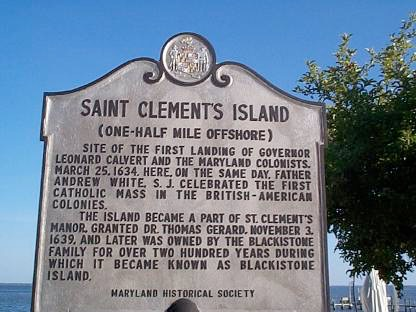 SAINT CLEMENT'S ISLAND
(ONE-HALF MILE OFFSHORE)
SITE OF THE FIRST LANDING OF GOVERNOR
LEONARD CALVERT AND THE MARYLAND COLONISTS,
MARCH 25, 1634. HERE, ON THE SAME DAY, FATHER
ANDREW WHITE, S. J. CELEBRATED THE FIRST
CATHOLIC MASS IN THE BRITISH-AMERICAN
COLONIES.
THE ISLAND BECAME A PART OF ST. CLEMENT'S
MANOR, GRANTED DR. THOMAS GERARD, NOVEMBER 3,
1639, AND LATER WAS OWNED BY THE BLACKISTONE
FAMILY FOR OVER TWO HUNDRED YEARS DURING
WHICH IT BECAME KNOWN AS BLACKISTONE
ISLAND.
MARYLAND HISTORICAL SOCIETY